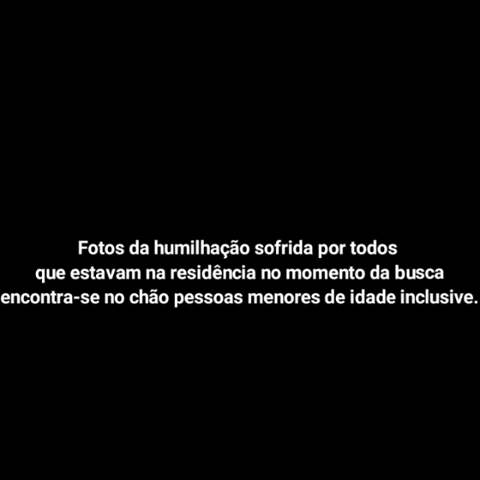 Fotos da humilhação sofrida por todos
que estavam na residência no momento da busca
encontra-se no chão pessoas menores de idade inclusive.